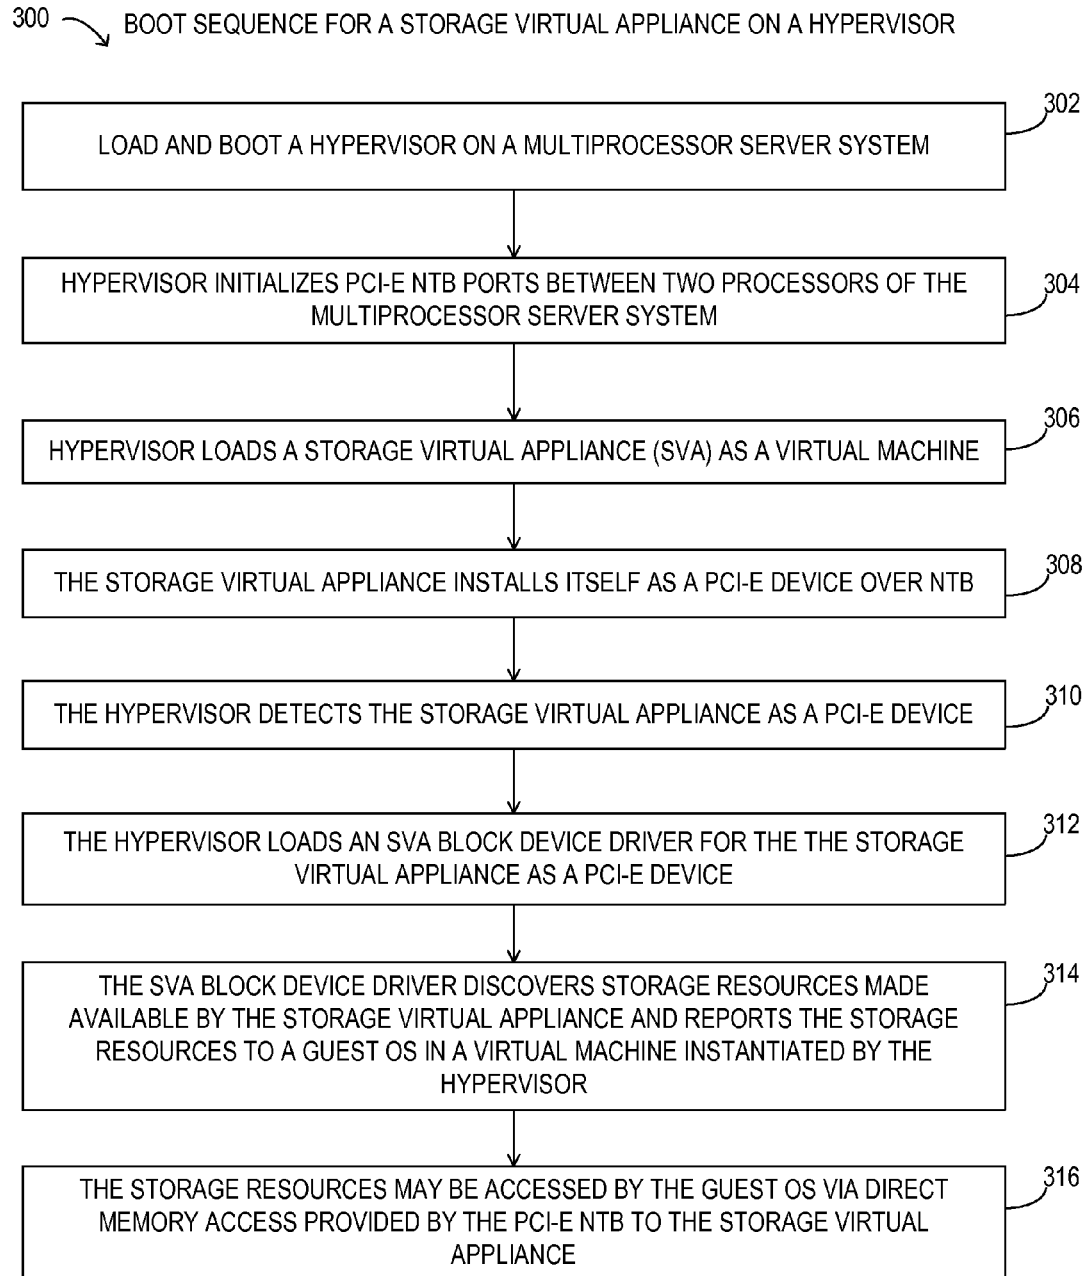 300
BOOT SEQUENCE FOR A STORAGE VIRTUAL APPLIANCE ON A HYPERVISOR
302
LOAD AND BOOT A HYPERVISOR ON A MULTIPROCESSOR SERVER SYSTEM
HYPERVISOR INITIALIZES PCI-E NTB PORTS BETWEEN TWO PROCESSORS OF THE
MULTIPROCESSOR SERVER SYSTEM
304
306
HYPERVISOR LOADS A STORAGE VIRTUAL APPLIANCE (SVA) AS A VIRTUAL MACHINE
308
THE STORAGE VIRTUAL APPLIANCE INSTALLS ITSELF AS A PCI-E DEVICE OVER NTB
310
THE HYPERVISOR DETECTS THE STORAGE VIRTUAL APPLIANCE AS A PCI-E DEVICE
312
THE HYPERVISOR LOADS AN SVA BLOCK DEVICE DRIVER FOR THE THE STORAGE
VIRTUAL APPLIANCE AS A PCI-E DEVICE
314
THE SVA BLOCK DEVICE DRIVER DISCOVERS STORAGE RESOURCES MADE
AVAILABLE BY THE STORAGE VIRTUAL APPLIANCE AND REPORTS THE STORAGE
RESOURCES TO A GUEST OS IN A VIRTUAL MACHINE INSTANTIATED BY THE
HYPERVISOR
316
THE STORAGE RESOURCES MAY BE ACCESSED BY THE GUEST OS VIA DIRECT
MEMORY ACCESS PROVIDED BY THE PCI-E NTB TO THE STORAGE VIRTUAL
APPLIANCE